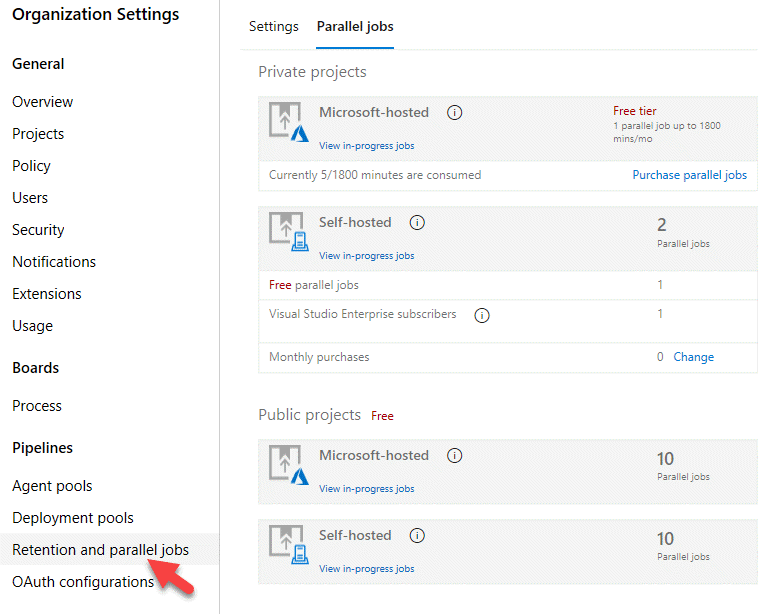 Organization Settings
General
Overview
Projects
Policy
Users
Security
Notifications
Extensions
Usage
Boards
Process
Pipelines
Agent pools
Deployment pools
Retention and parallel jobs
OAuth configurations
Settings
Parallel jobs
Private projects
Microsoft-hosted
Free tier
1 parallel job up to 1800
mins/mo
View in-progress jobs
Currently 5/1800 minutes are consumed
Purchase parallel jobs
Self-hosted
2
Parallel jobs
View in-progress jobs
Free parallel jobs 1
Visual Studio Enterprise subscribers 1
Monthly purchases 0 Change
Public projects Free
Microsoft-hosted
10
Parallel jobs
View in-progress jobs
Self-hosted
10
Parallel jobs
View in-progress jobs